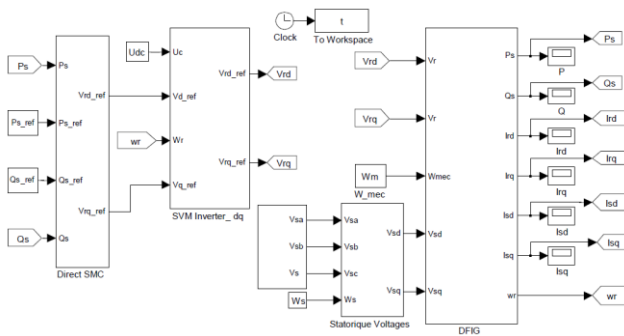 Clock
t
To Workspace
Udc
Uc
Ps
Ps
Vrd_ref
Vd_ref
Vrd_ref
Vrd
Ps_ref
Ps_ref
wr
Wr
Qs_ref
Qs_ref
Vrq_ref
Vq_ref
Vrq_ref
Vrq
SVM Inverter_ dq
Qs
Qs
Direct SMC
Vrd
Vr
Vrq
Vr
Wm
Wmec
W_mec
Vsa
Vsa
Vsb
Vsb
Vs
Vsc
Ws
Ws
Vsd
Vsd
Vsq
Vsq
Statorique Voltages
Ps
Ps
P
Qs
Qs
Q
Ird
Ird
Ird
Irq
Irq
Irq
Isd
Isd
Isd
Isq
Isq
Isq
wr
wr
DFIG